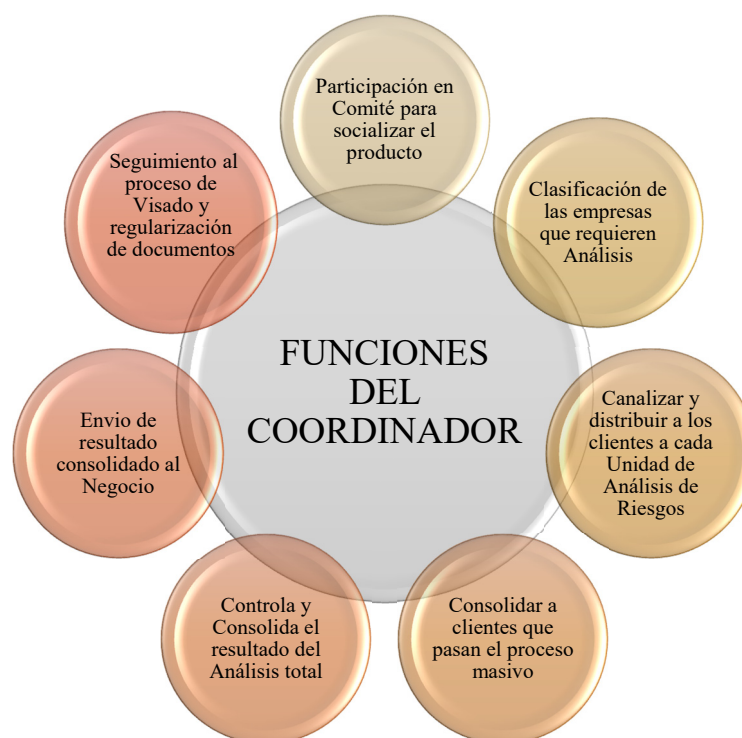 Participación en
Comité para
socializar el
producto
Clasificación de
las empresas
que requieren
Análisis
Canalizar y
distribuir a los
clientes a cada
Unidad de
Análisis de
Riesgos
Consolidar a
clientes que
pasan el proceso
masivo
Controla y
Consolida el
resultado del
Análisis total
Envio de
resultado
consolidado al
Negocio
Seguimiento al
proceso de
Visado y
regularización
de documentos
FUNCIONES
DEL
COORDINADOR